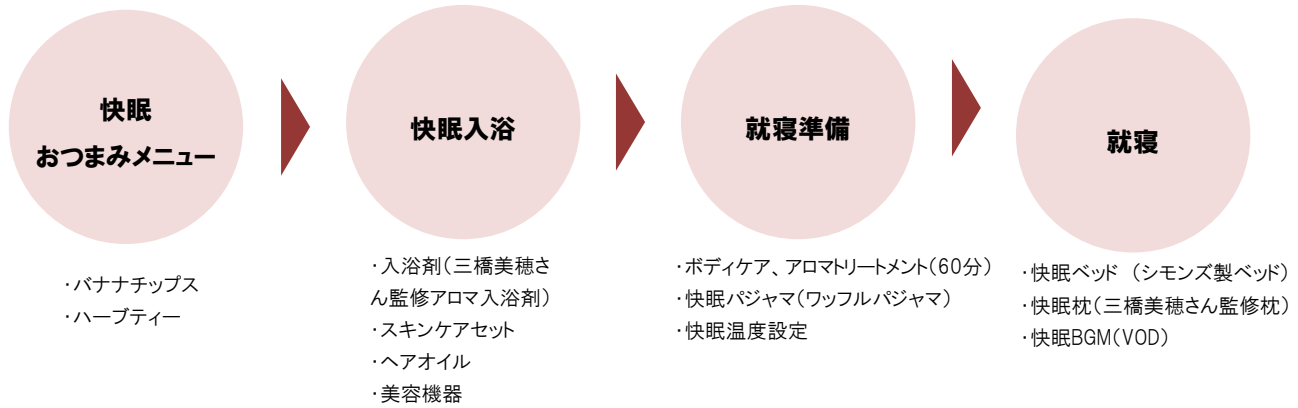 快眠
おつまみメニュー
・バナナチップス
・ハーブティー
快眠入浴
・入浴剤(三橋美穂さ
ん監修アロマ入浴剤)
・スキンケアセット
・ヘアオイル
・美容機器
就寝準備
・ボディケア、アロマトリートメント(60分)
・快眠パジャマ(ワッフルパジャマ)
・快眠温度設定
就寝
・快眠ベッド (シモンズ製ベッド)
・快眠枕(三橋美穂さん監修枕)
・快眠BGM(VOD)